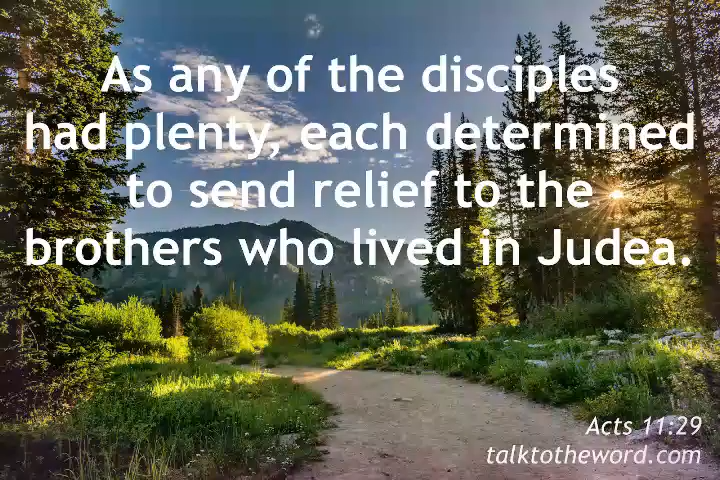 As any of the disciples
had plenty, each determined
to send relief to the
brothers who lived in Judea.
Acts 11:29
talktotheword.com